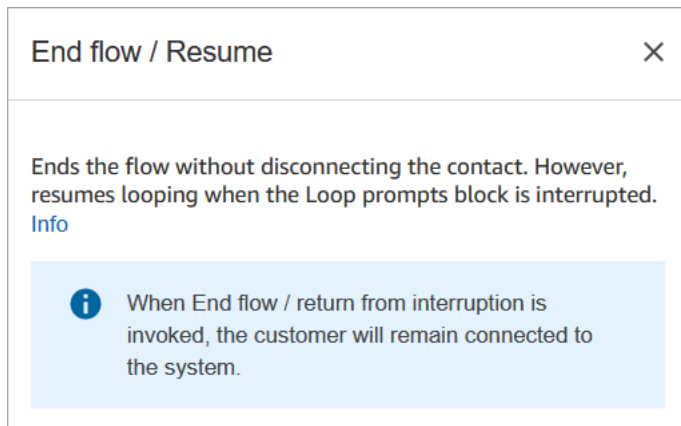 End flow / Resume
Ends the flow without disconnecting the contact. However,
resumes looping when the Loop prompts block is interrupted.
Info
When End flow / return from interruption is
invoked, the customer will remain connected to
the system.